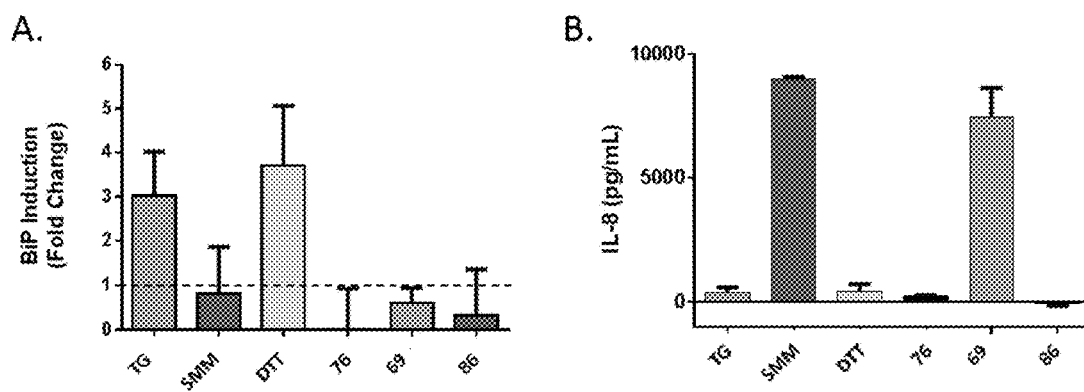 A.
BiP Induction
(Fold Change)
6
5
4
3
2
1
0
TG
SMM
DTT
76
69
86
B.
IL-8 (pg/mL)
10000
5000
0
TG
SMM
DTT
76
69
86